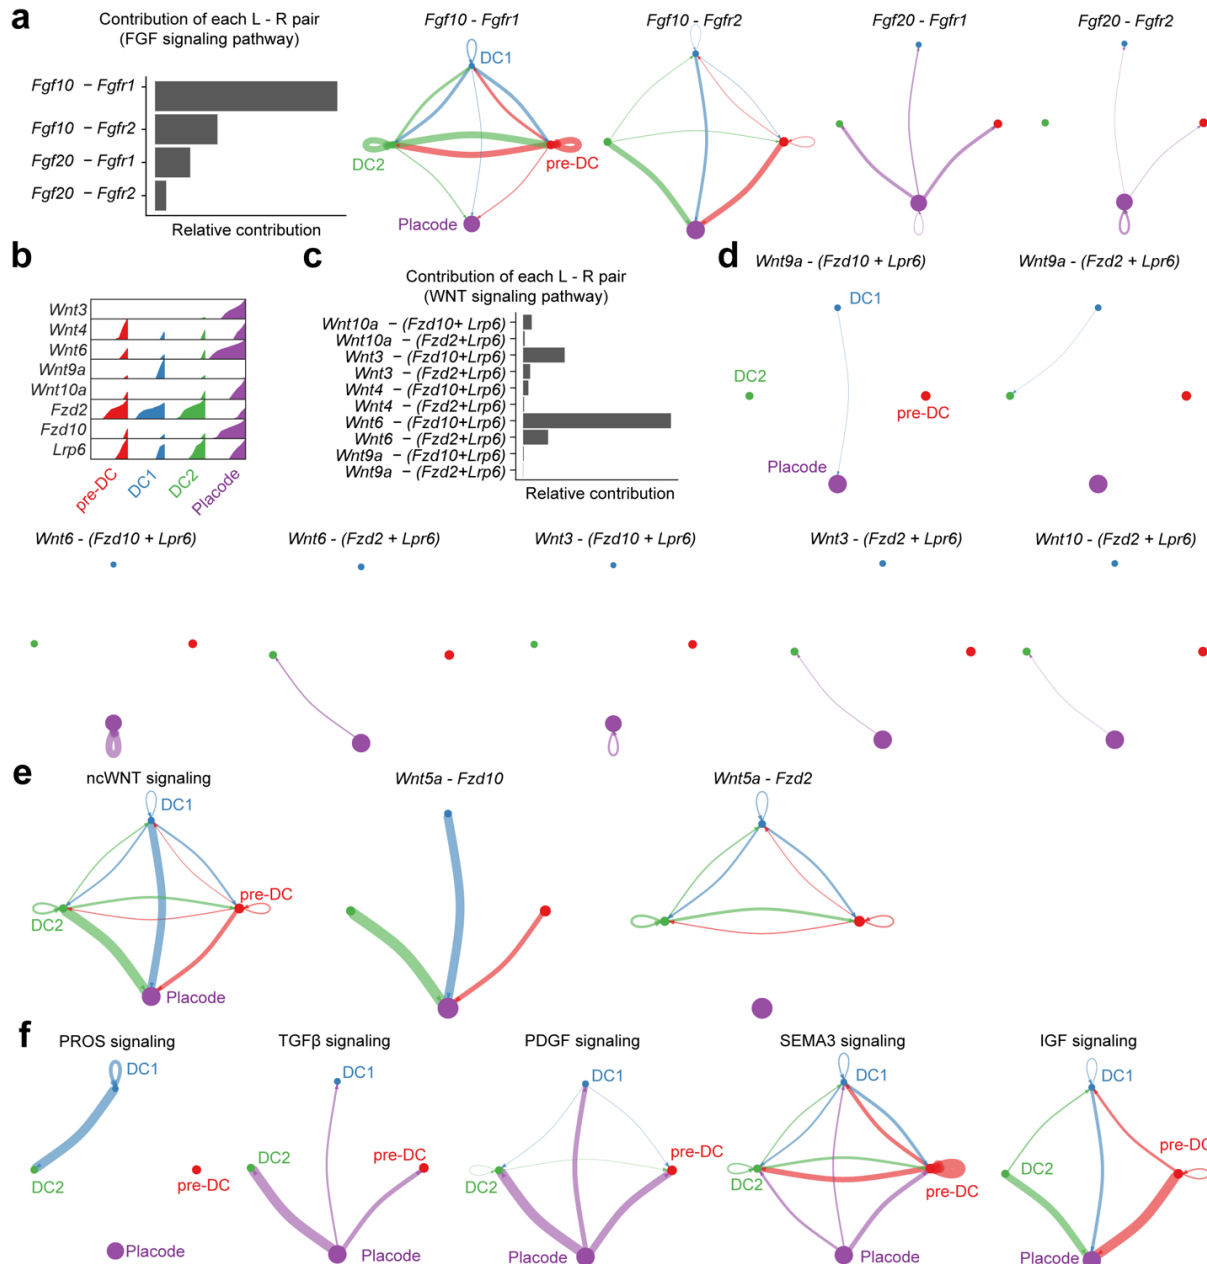 a
Contribution of each L - R pair
(FGF signaling pathway)
Fgf10 - Fgfr1
Fgf10 - Fgfr2
Fgf20 - Fgfr1
Fgf20 - Fgfr2
Relative contribution
Fgf10 - Fgfr1
DC1
DC2
pre-DC
Placode
Fgf10 - Fgfr2
Fgf20 - Fgfr1
Fgf20 - Fgfr2
b
Wnt3
Wnt4
Wnt6
Wnt9a
Wnt10a
Fzd2
Fzd10
Lrp6
pre-DC
DC1
DC2
Placode
c
Contribution of each L - R pair
(WNT signaling pathway)
Wnt10a - (Fzd10+ Lrp6)
Wnt10a - (Fzd2+Lrp6)
Wnt3 - (Fzd10+Lrp6)
Wnt3 - (Fzd2+Lrp6)
Wnt4 - (Fzd10+Lrp6)
Wnt4 - (Fzd2+Lrp6)
Wnt6 - (Fzd10+Lrp6)
Wnt6 - (Fzd2+Lrp6)
Wnt9a - (Fzd10+Lrp6)
Wnt9a - (Fzd2+Lrp6)
Relative contribution
d
Wnt9a - (Fzd10 + Lpr6)
DC1
DC2
pre-DC
Placode
Wnt9a - (Fzd2 + Lpr6)
Wnt6 - (Fzd10 + Lpr6)
Wnt6 - (Fzd2 + Lpr6)
Wnt3 - (Fzd10 + Lpr6)
Wnt3 - (Fzd2 + Lpr6)
Wnt10 - (Fzd2 + Lpr6)
e
ncWNT signaling
DC1
pre-DC
DC2
Placode
Wnt5a - Fzd10
Wnt5a - Fzd2
f
PROS signaling
DC1
DC2
pre-DC
Placode
TGFβ signaling
DC1
DC2
pre-DC
Placode
PDGF signaling
DC1
pre-DC
DC2
Placode
SEMA3 signaling
DC1
DC2
pre-DC
Placode
IGF signaling
DC1
pre-DC
DC2
Placode